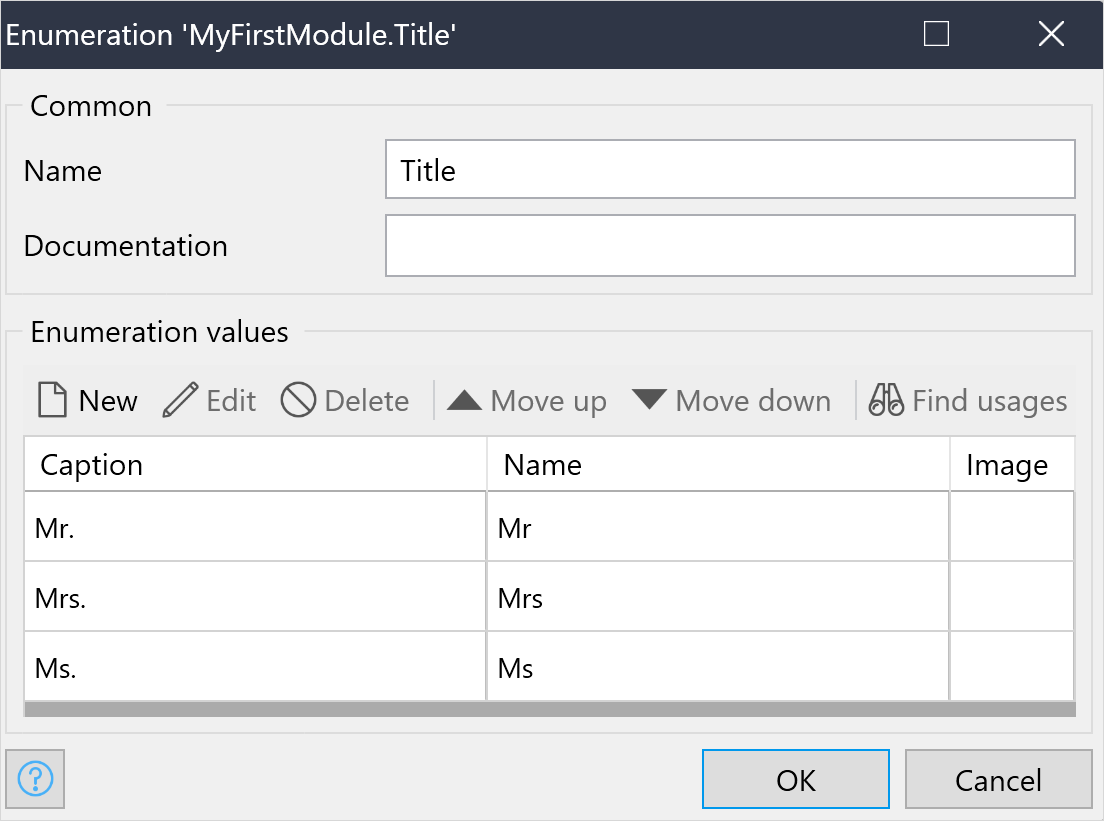 Enumeration 'MyFirstModule.Title'
Common
Name Title
Documentation
Enumeration values
New Edit Delete Move up Move down Find usages
Caption Name Image
Mr. Mr
Mrs. Mrs
Ms. Ms
? OK Cancel